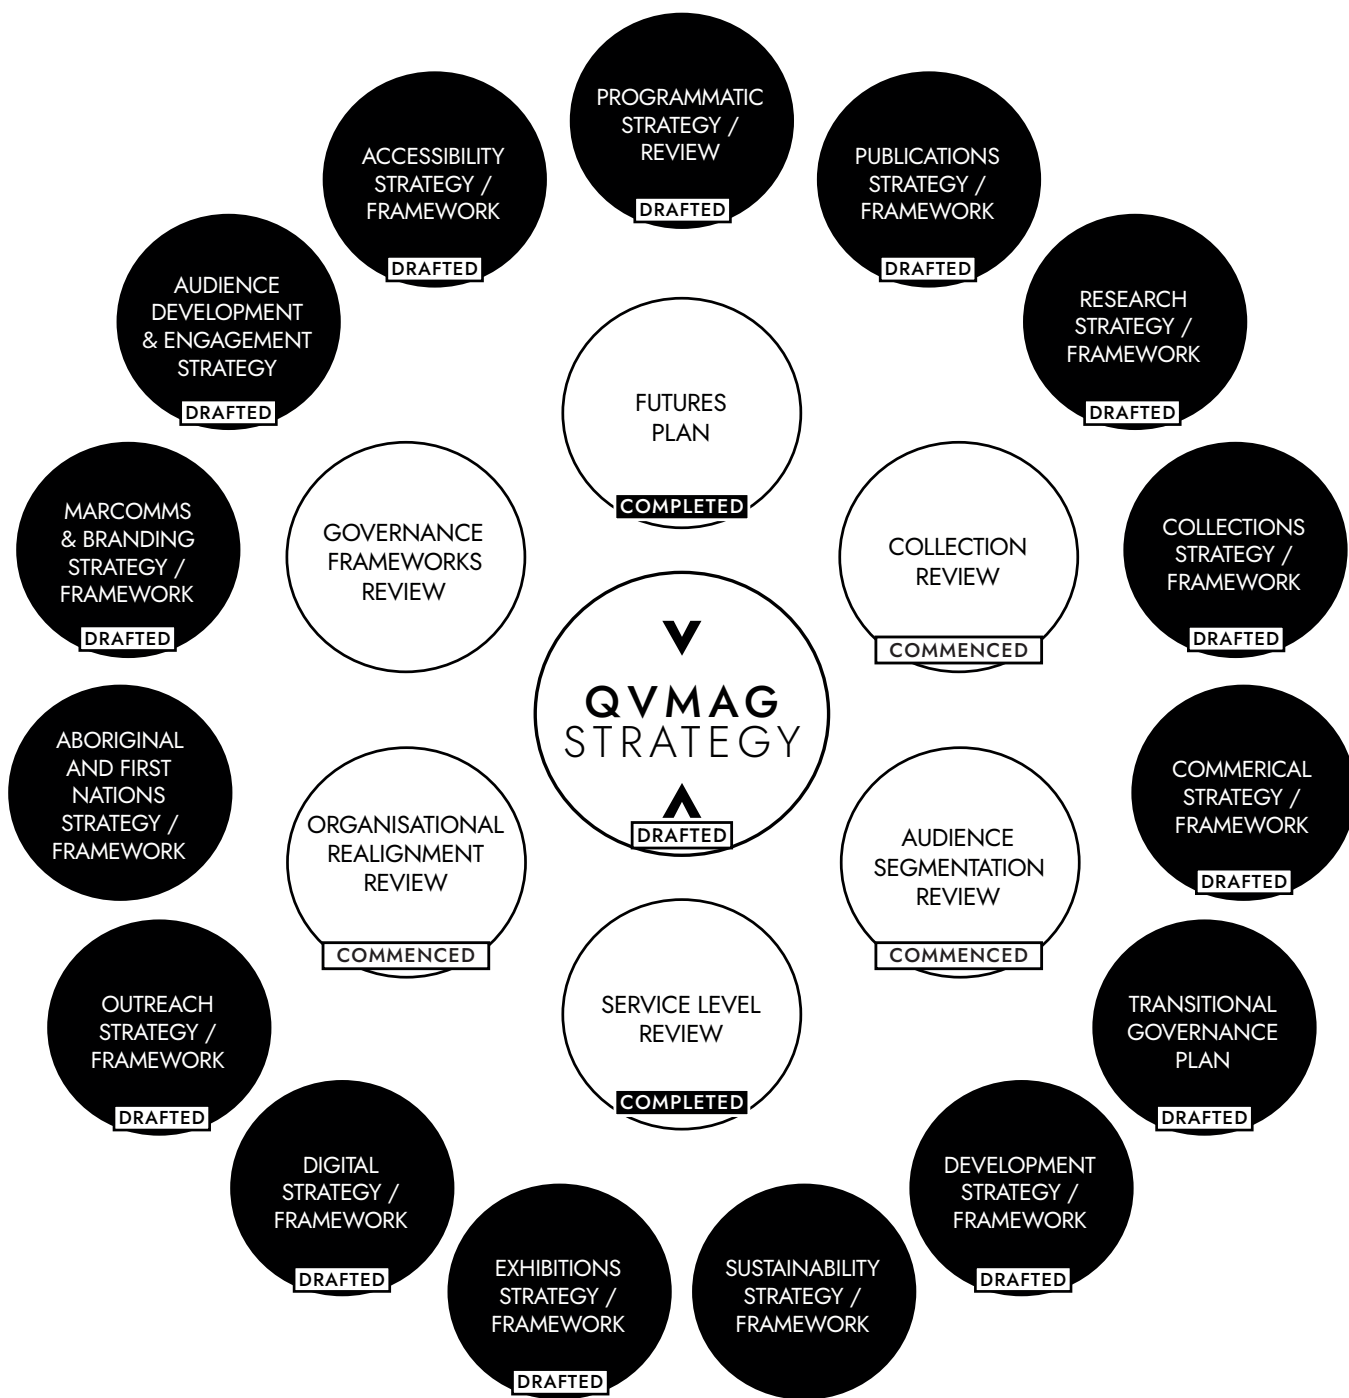 PROGRAMMATIC
STRATEGY /
REVIEW
DRAFTED
PUBLICATIONS
STRATEGY /
FRAMEWORK
DRAFTED
RESEARCH
STRATEGY /
FRAMEWORK
DRAFTED
COLLECTIONS
STRATEGY /
FRAMEWORK
DRAFTED
COMMERICAL
STRATEGY /
FRAMEWORK
DRAFTED
TRANSITIONAL
GOVERNANCE
PLAN
DRAFTED
DEVELOPMENT
STRATEGY /
FRAMEWORK
DRAFTED
SUSTAINABILITY
STRATEGY /
FRAMEWORK
EXHIBITIONS
STRATEGY /
FRAMEWORK
DRAFTED
DIGITAL
STRATEGY /
FRAMEWORK
DRAFTED
OUTREACH
STRATEGY /
FRAMEWORK
DRAFTED
ABORIGINAL
AND FIRST
NATIONS
STRATEGY /
FRAMEWORK
MARCOMMS
& BRANDING
STRATEGY /
FRAMEWORK
DRAFTED
AUDIENCE
DEVELOPMENT
& ENGAGEMENT
STRATEGY
DRAFTED
ACCESSIBILITY
STRATEGY /
FRAMEWORK
DRAFTED
FUTURES
PLAN
COMPLETED
COLLECTION
REVIEW
COMMENCED
AUDIENCE
SEGMENTATION
REVIEW
COMMENCED
SERVICE LEVEL
REVIEW
COMPLETED
ORGANISATIONAL
REALIGNMENT
REVIEW
COMMENCED
GOVERNANCE
FRAMEWORKS
REVIEW
QVMAG
STRATEGY
DRAFTED